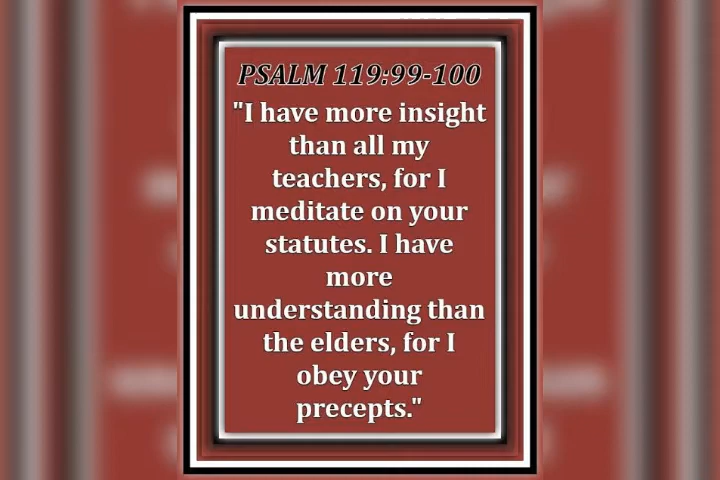 PSALM 119:99-100
"I have more insight
than all my
teachers, for I
meditate on your
statutes. I have
more
understanding than
the elders, for I
obey your
precepts."